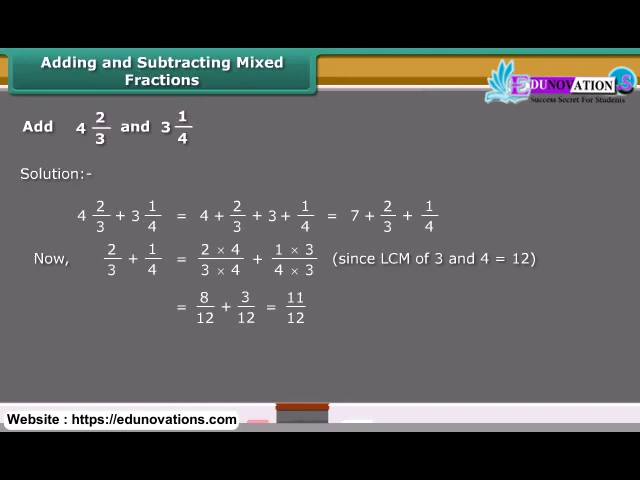 Adding and Subtracting Mixed
Fractions
EDUNOVATION.S
Success Secret For Students
Add 4 2/3 and 3 1/4
Solution:-
4 2/3 + 3 1/4 = 4 + 2/3 + 3 + 1/4 = 7 + 2/3 + 1/4
Now, 2/3 + 1/4 = 2 × 4/3 × 4 + 1 × 3/4 × 3 (since LCM of 3 and 4 = 12)
= 8/12 + 3/12 = 11/12
Website : https://edunovations.com/